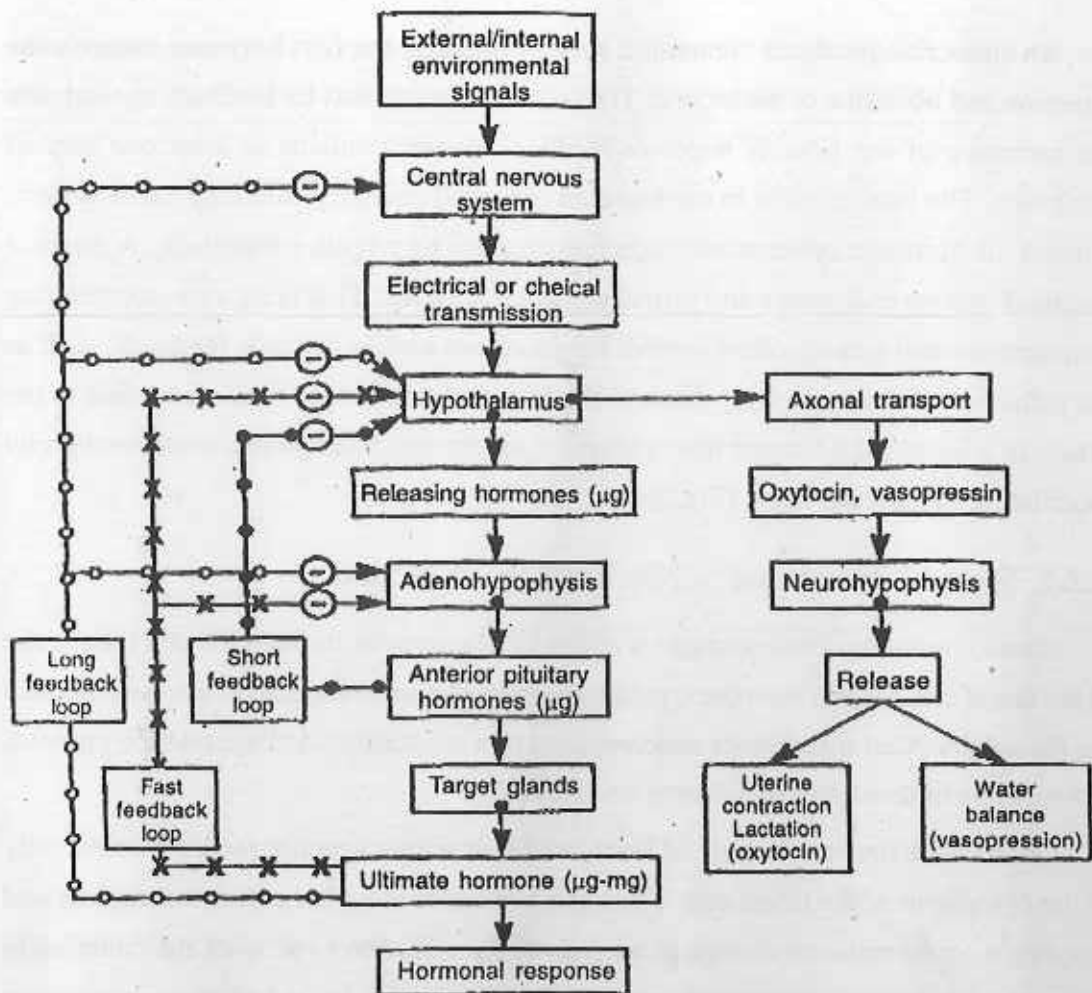 External/internal
environmental
signals
Central nervous
system
Electrical or cheical
transmission
Hypothalamus
Axonal transport
Releasing hormones (μg)
Oxytocin, vasopressin
Adenohypophysis
Neurohypophysis
Long
feedback
loop
Short
feedback
loop
Anterior pituitary
hormones (μg)
Release
Fast
feedback
loop
Target glands
Uterine
contraction
Lactation
(oxytocin)
Water
balance
(vasopression)
Ultimate hormone (μg-mg)
Hormonal response